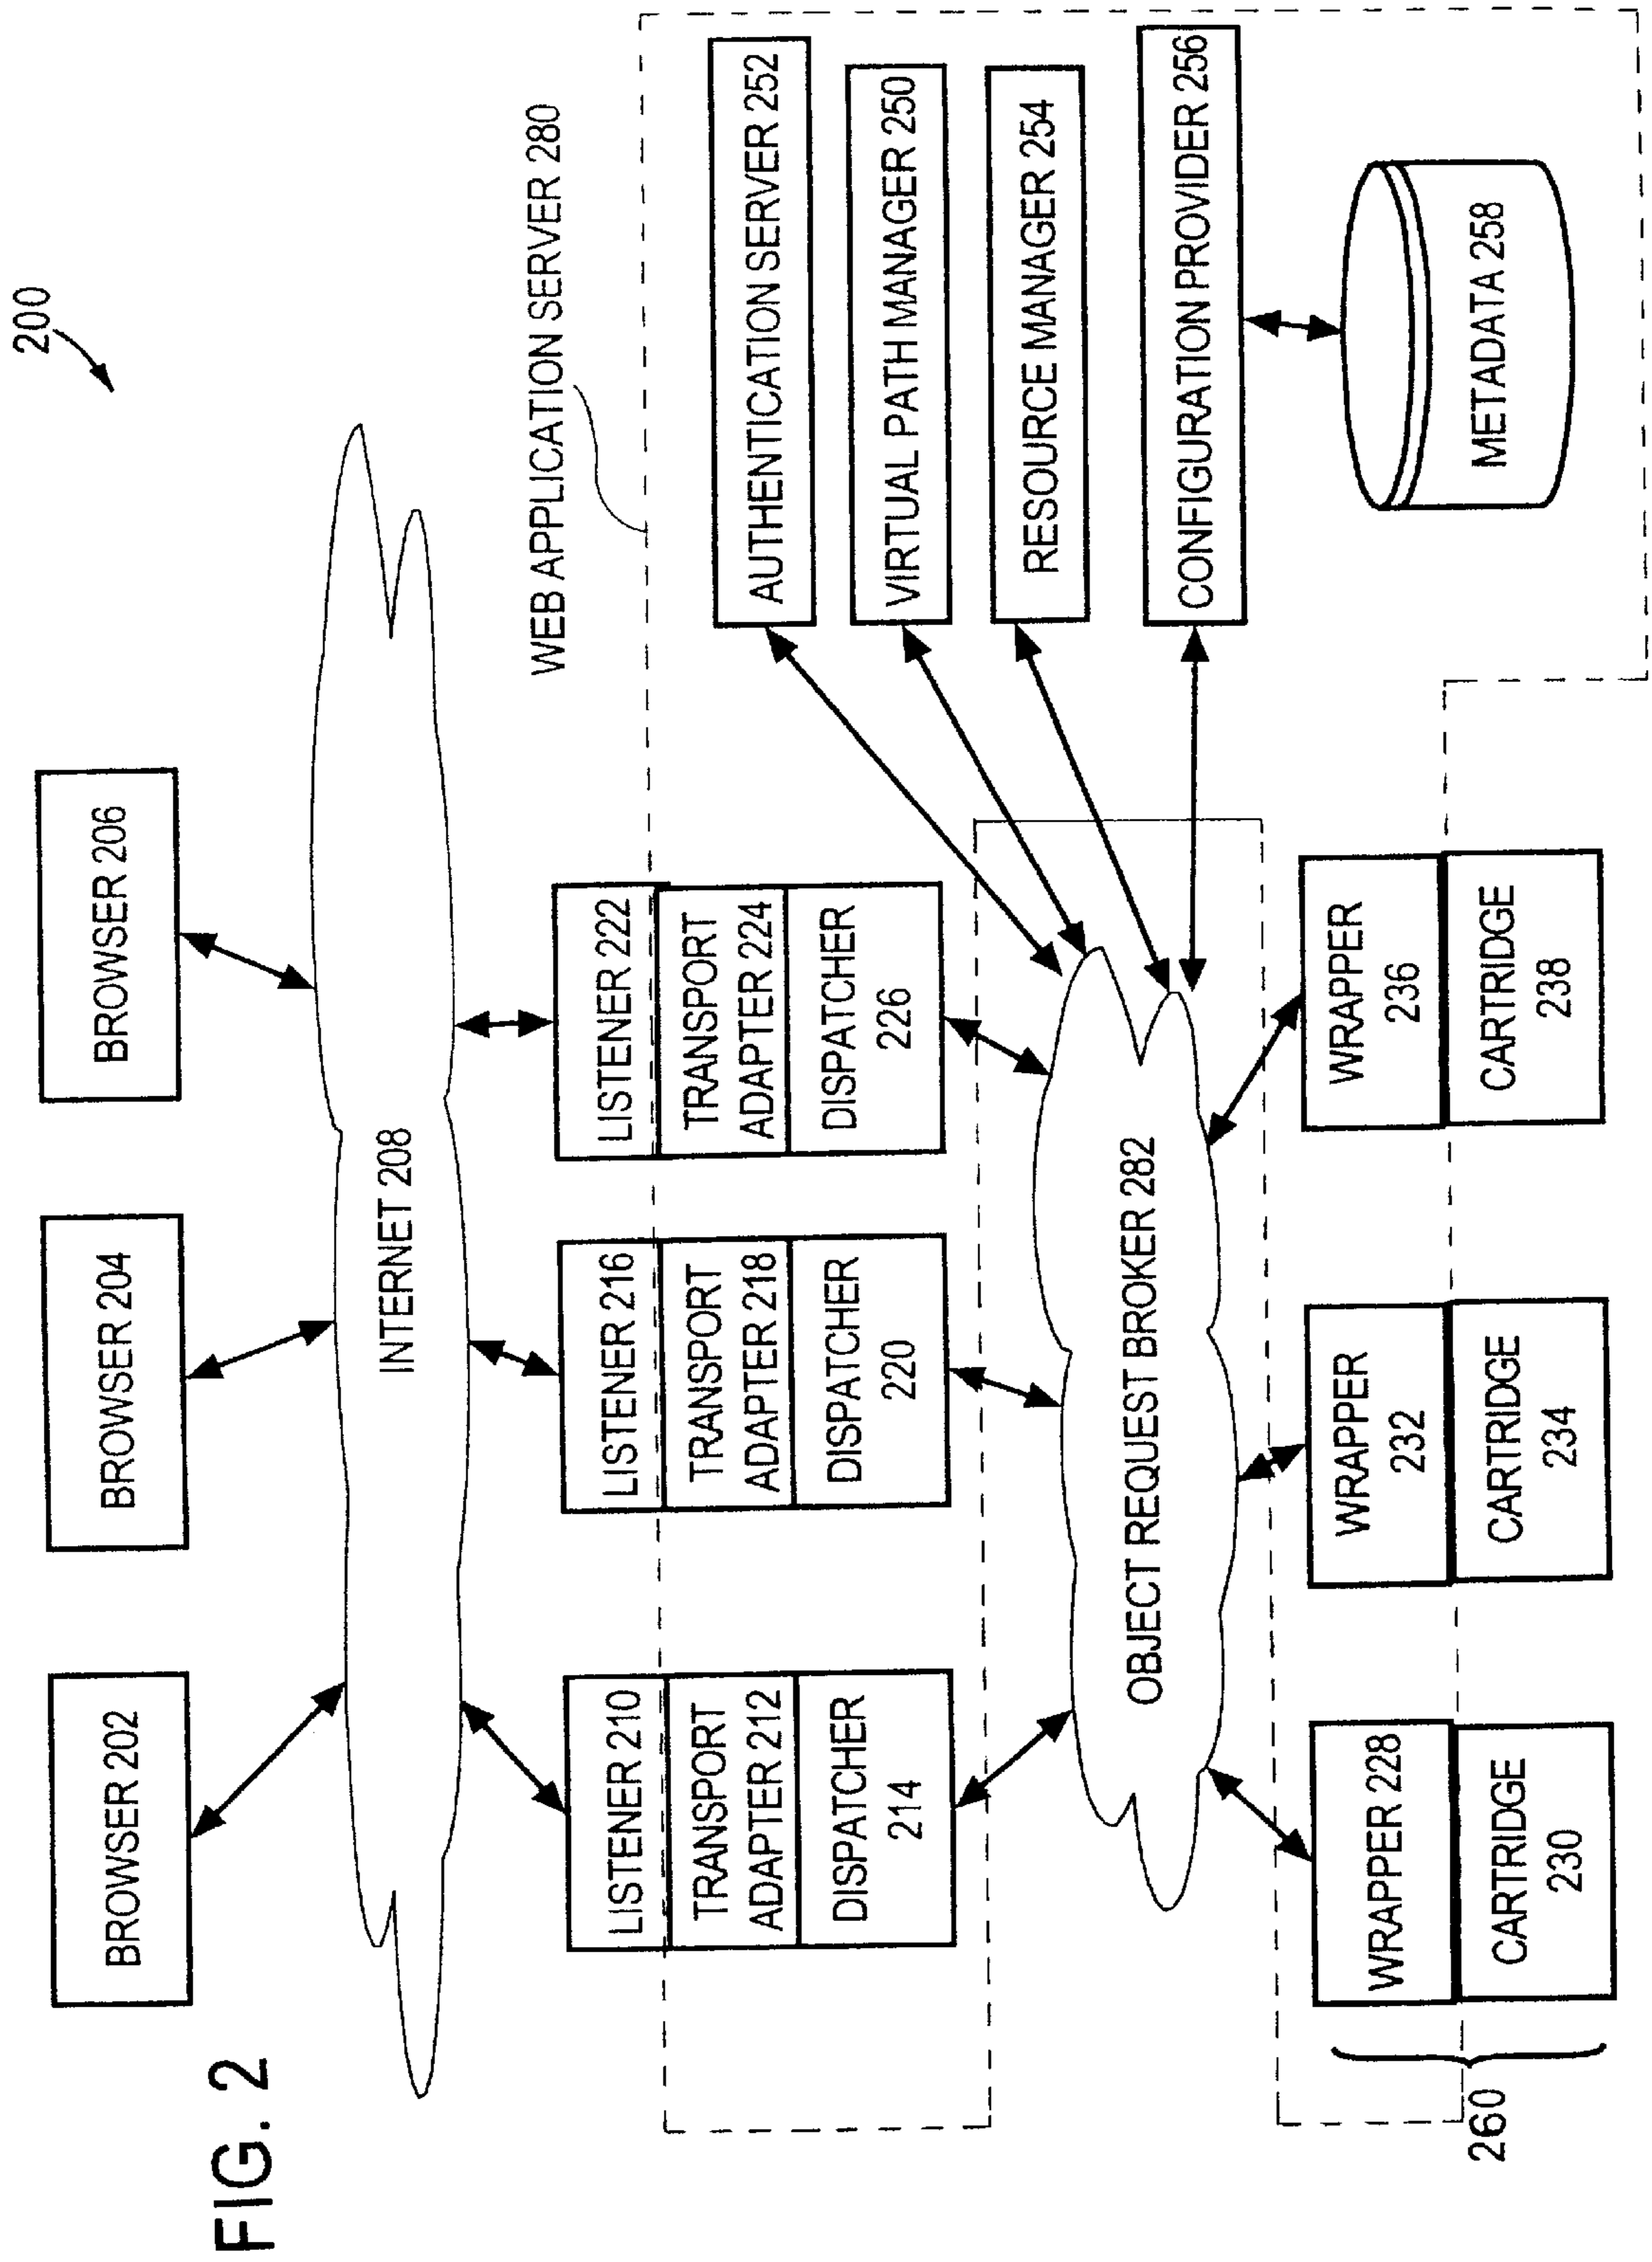 FIG. 2
200
BROWSER 202
BROWSER 204
BROWSER 206
INTERNET 208
WEB APPLICATION SERVER 280
LISTENER 210
TRANSPORT
ADAPTER 212
DISPATCHER
214
LISTENER 216
TRANSPORT
ADAPTER 218
DISPATCHER
220
LISTENER 222
TRANSPORT
ADAPTER 224
DISPATCHER
226
AUTHENTICATION SERVER 252
VIRTUAL PATH MANAGER 250
RESOURCE MANAGER 254
CONFIGURATION PROVIDER 256
METADATA 258
OBJECT REQUEST BROKER 282
WRAPPER 228
CARTRIDGE
230
WRAPPER
232
CARTRIDGE
234
WRAPPER
236
CARTRIDGE
238
260